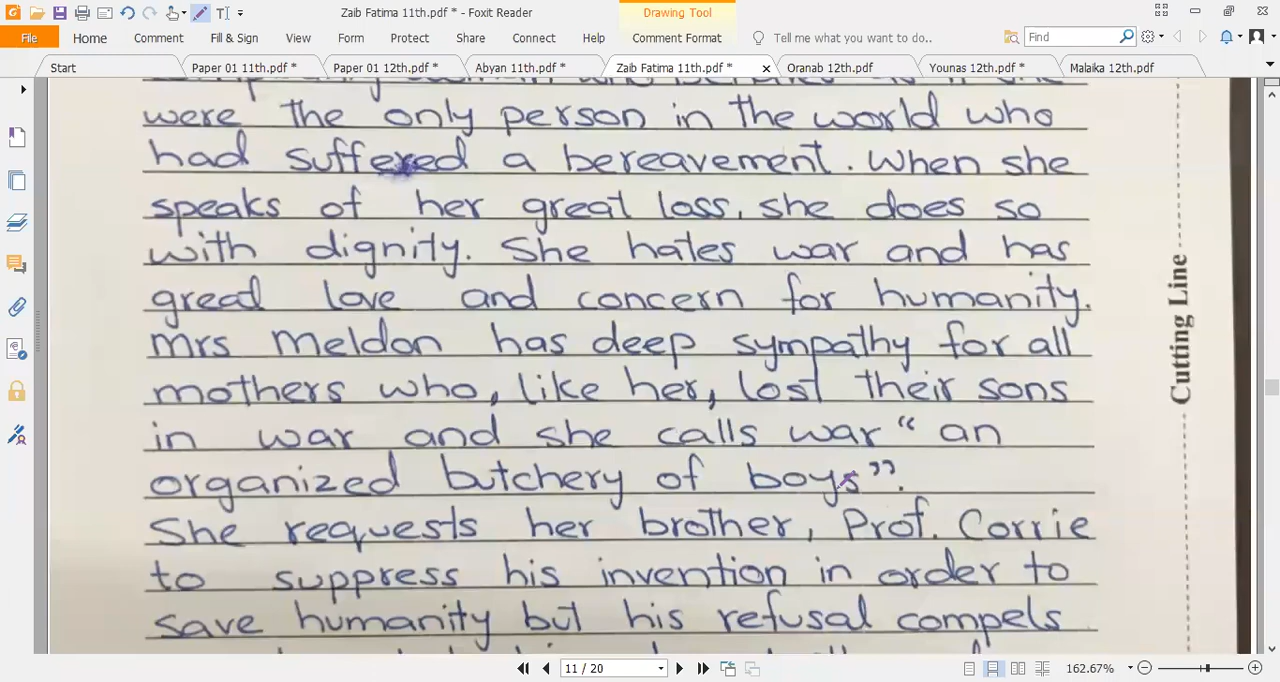 Zaib Fatima 11th.pdf * - Foxit Reader
Drawing Tool
File Home Comment Fill & Sign View Form Protect Share Connect Help Comment Format Tell me what you want to do.. Find
Start Paper 01 11th.pdf * Paper 01 12th.pdf * Abyan 11th.pdf * Zaib Fatima 11th.pdf * Oranab 12th.pdf Younas 12th.pdf * Malaika 12th.pdf
were the only person in the world who
had suffered a bereavement. When she
speaks of her great loss, she does so
with dignity. She hates war and has
great love and concern for humanity.
Mrs Meldon has deep sympathy for all
mothers who, like her, lost their sons
in war and she calls war “ an
organized butchery of boys”.
She requests her brother, Prof. Corrie
to suppress his invention in order to
save humanity but his refusal compels
Cutting Line
11 / 20
162.67%